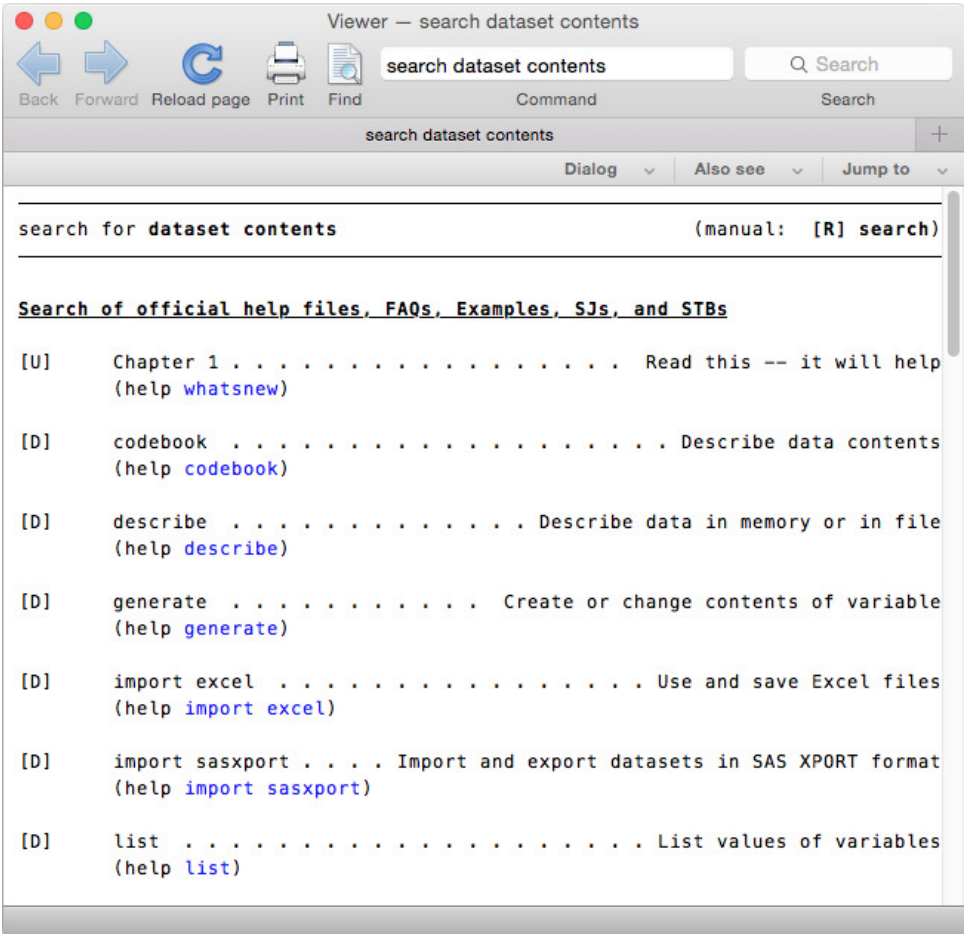 Viewer — search dataset contents
search dataset contents
Search
Back Forward Reload page Print Find Command Search
search dataset contents +
Dialog Also see Jump to
search for dataset contents (manual: [R] search)
Search of official help files, FAQs, Examples, SJs, and STBs
[U] Chapter 1 . . . . . . . . . . . . . . . . . Read this -- it will help
(help whatsnew)
[D] codebook . . . . . . . . . . . . . . . . . . . Describe data contents
(help codebook)
[D] describe . . . . . . . . . . . . . Describe data in memory or in file
(help describe)
[D] generate . . . . . . . . . . . Create or change contents of variable
(help generate)
[D] import excel . . . . . . . . . . . . . . . . Use and save Excel files
(help import excel)
[D] import sasxport . . . . Import and export datasets in SAS XPORT format
(help import sasxport)
[D] list . . . . . . . . . . . . . . . . . . . . List values of variables
(help list)